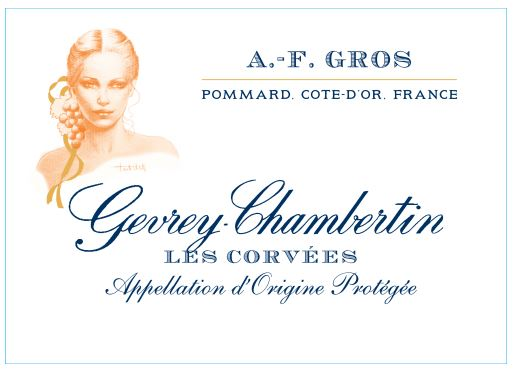 A.-F. GROS
POMMARD. COTE-D'OR. FRANCE
Gevrey-Chambertin
LES CORVÉES
Appellation d'Origine Protégée